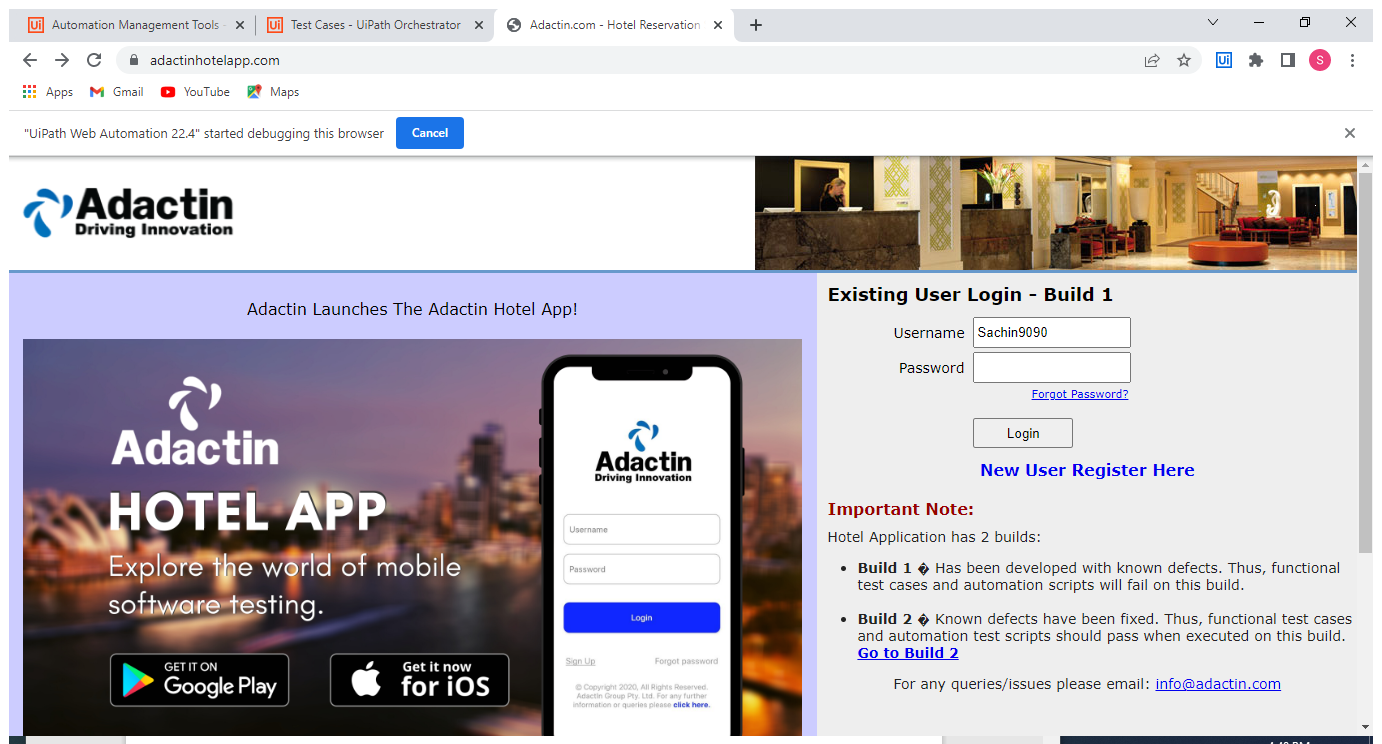 Automation Management Tools -
Test Cases - UiPath Orchestrator
Adactin.com - Hotel Reservation
adactinhotelapp.com
Ui
S
Apps
Gmail
YouTube
Maps
"UiPath Web Automation 22.4" started debugging this browser
Cancel
Adactin
Driving Innovation
Adactin Launches The Adactin Hotel App!
Adactin
HOTEL APP
Explore the world of mobile
software testing.
GET IT ON
Google Play
Get it now
for iOS
Adactin
Driving Innovation
Username
Password
Login
Sign Up
Forgot password
© Copyright 2020, All Rights Reserved.
Adactin Group Pty. Ltd. For any further
information or queries please click here.
Existing User Login - Build 1
Username
Sachin9090
Password
Forgot Password?
Login
New User Register Here
Important Note:
Hotel Application has 2 builds:
• Build 1 � Has been developed with known defects. Thus, functional
test cases and automation scripts will fail on this build.
• Build 2 � Known defects have been fixed. Thus, functional test cases
and automation test scripts should pass when executed on this build.
Go to Build 2
For any queries/issues please email: info@adactin.com